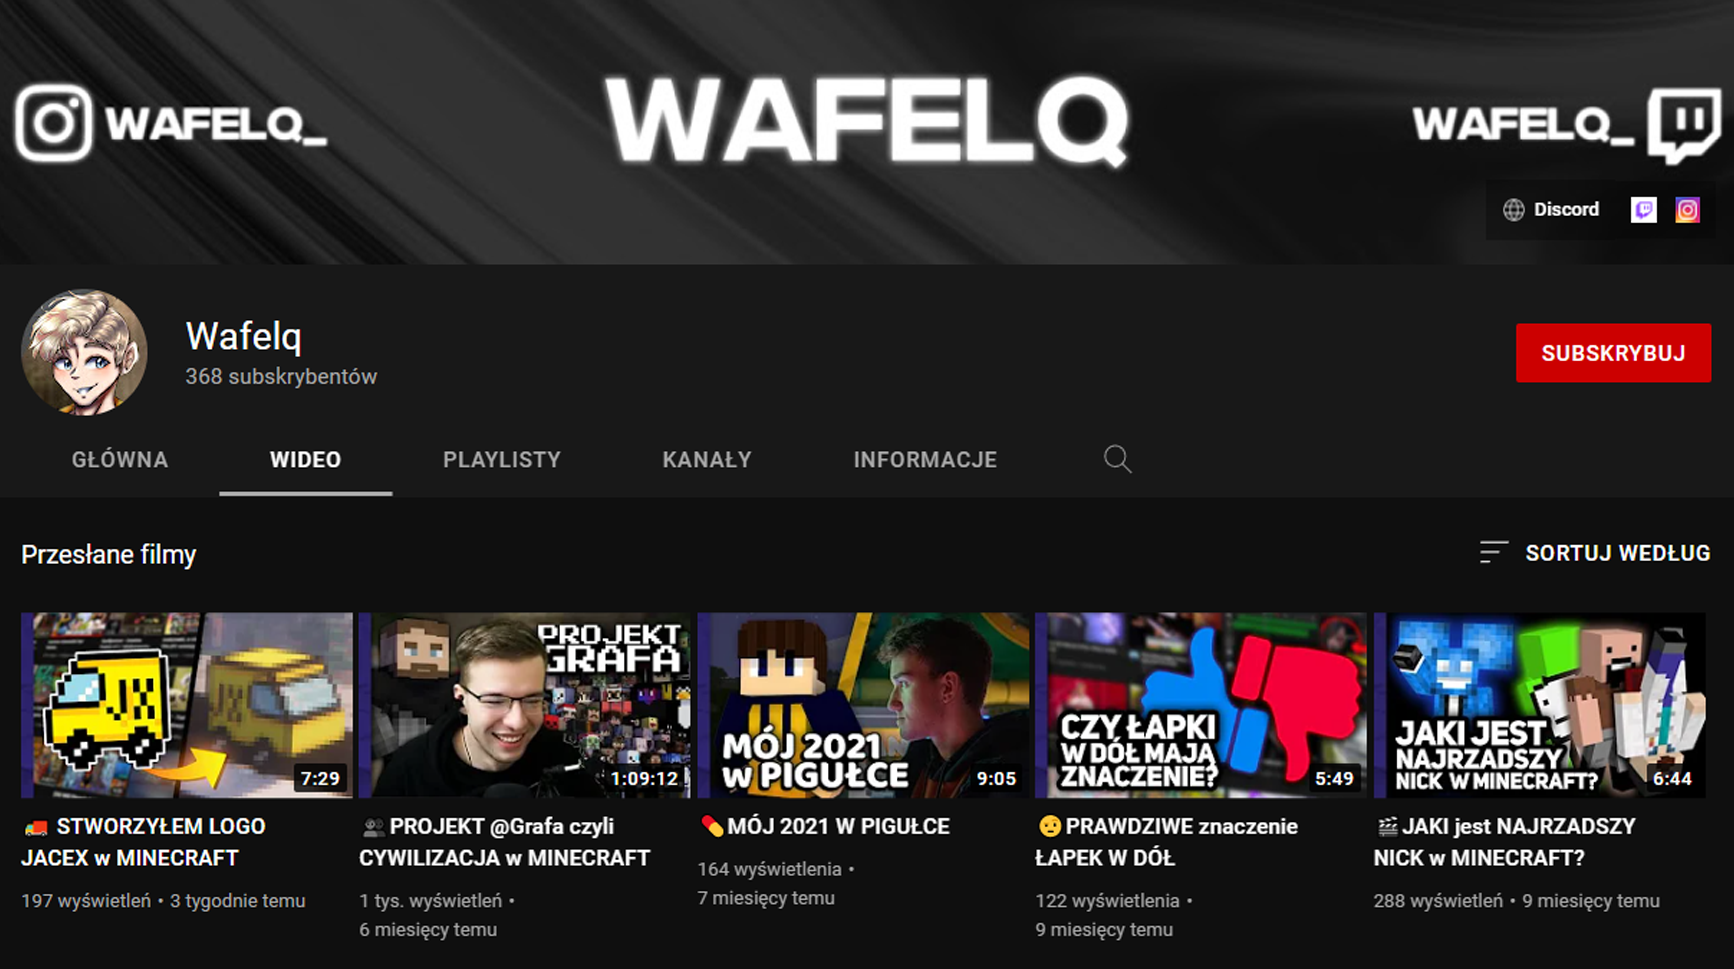 WAFELQ_
WAFELQ
WAFELQ_
Discord
Wafelq
368 subskrybentów
SUBSKRYBUJ
GŁÓWNA
WIDEO
PLAYLISTY
KANAŁY
INFORMACJE
Przesłane filmy
SORTUJ WEDŁUG
JX
7:29
🚚 STWORZYŁEM LOGO
JACEX w MINECRAFT
197 wyświetleń • 3 tygodnie temu
PROJEKT
GRAFA
1:09:12
👥PROJEKT @Grafa czyli
CYWILIZACJA w MINECRAFT
1 tys. wyświetleń •
6 miesięcy temu
MÓJ 2021
W PIGUŁCE
9:05
💊MÓJ 2021 W PIGUŁCE
164 wyświetlenia •
7 miesięcy temu
CZY ŁAPKI
W DÓŁ MAJĄ
ZNACZENIE?
5:49
🤨PRAWDZIWE znaczenie
ŁAPEK W DÓŁ
122 wyświetlenia •
9 miesięcy temu
JAKI JEST
NAJRZADSZY
NICK W MINECRAFT?
6:44
🎬JAKI jest NAJRZADSZY
NICK w MINECRAFT?
288 wyświetleń • 9 miesięcy temu